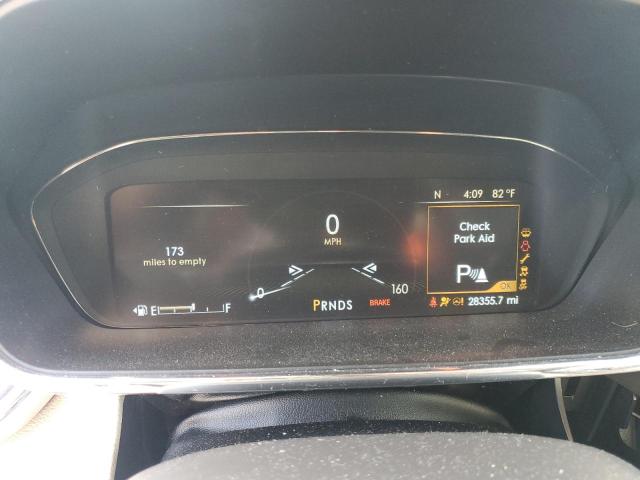 N 4:09 82 °F
0
MPH
Check
Park Aid
173
miles to empty
P
OK
0
160
E F
PRNDS
BRAKE
28355.7 mi